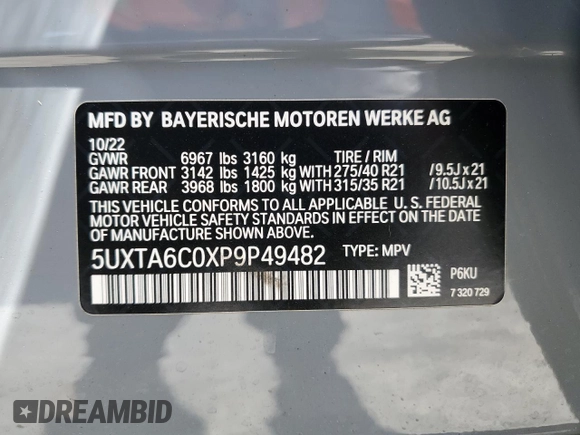 MFD BY BAYERISCHE MOTOREN WERKE AG
10/22
GVWR 6967 lbs 3160 kg TIRE / RIM
GAWR FRONT 3142 lbs 1425 kg WITH 275/40 R21 /9.5J x 21
GAWR REAR 3968 lbs 1800 kg WITH 315/35 R21 /10.5J x 21
THIS VEHICLE CONFORMS TO ALL APPLICABLE U. S. FEDERAL
MOTOR VEHICLE SAFETY STANDARDS IN EFFECT ON THE DATE
OF MANUFACTURE SHOWN ABOVE.
5UXTA6C0XP9P49482 TYPE: MPV
P6KU
7 320 729
DREAMBID